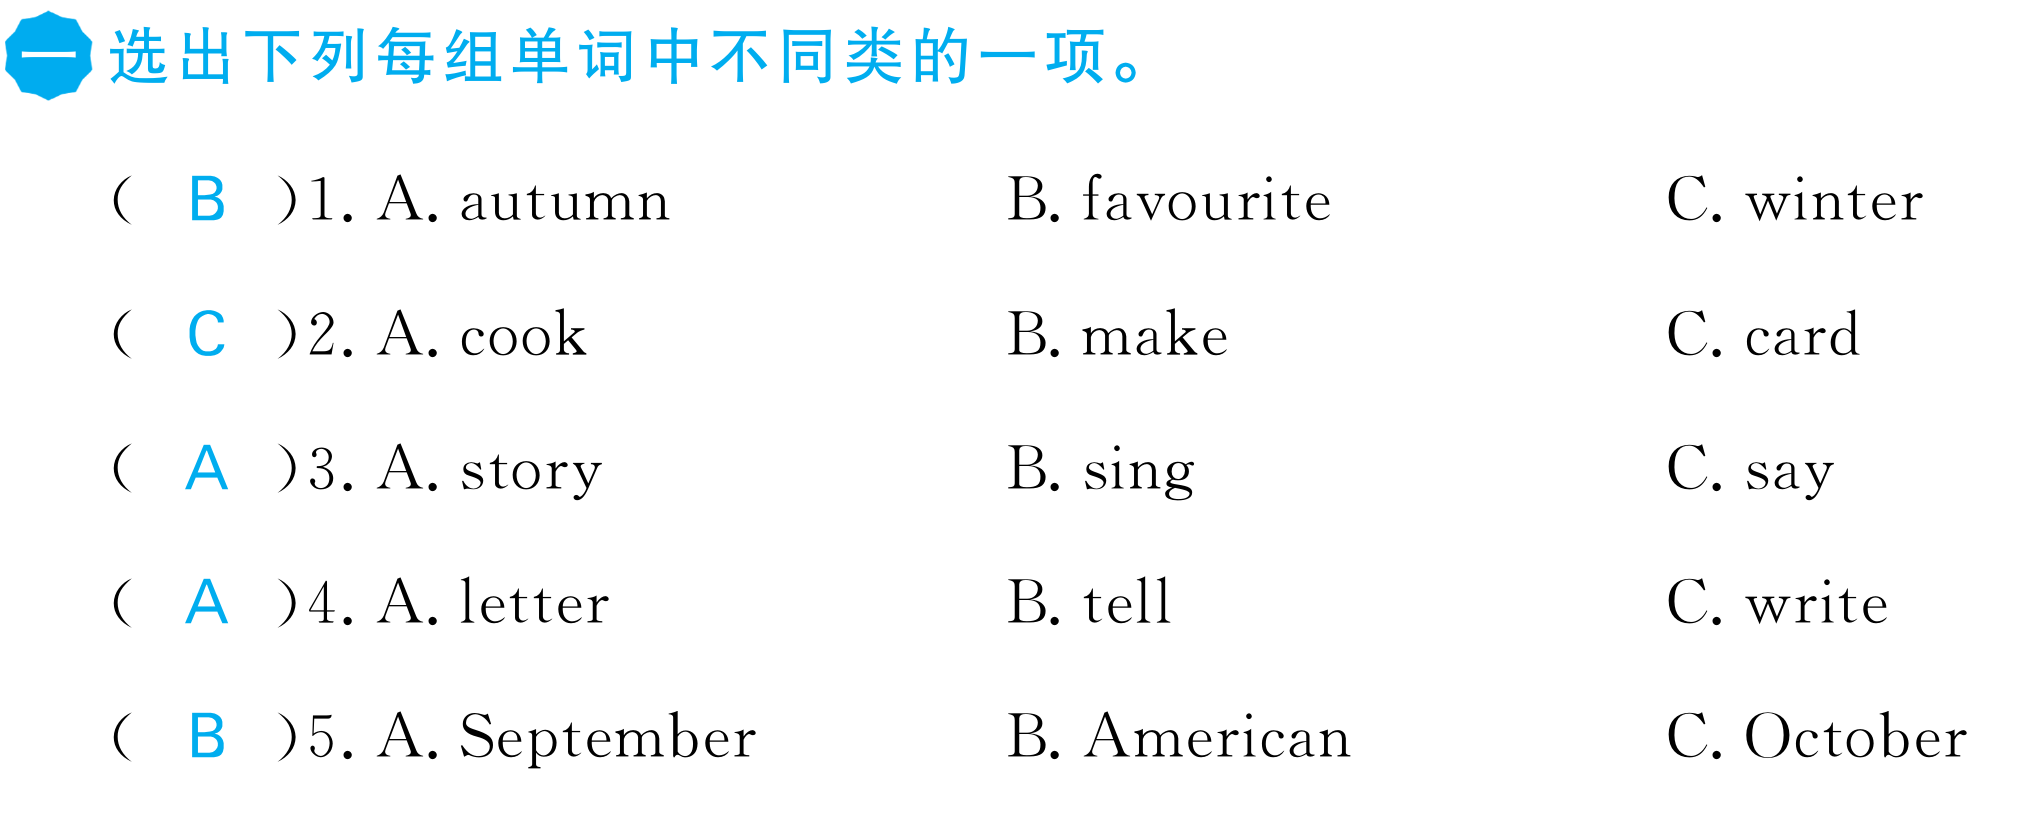 一 选出下列每组单词中不同类的一项。
( B )1. A. autumn B. favourite C. winter
( C )2. A. cook B. make C. card
( A )3. A. story B. sing C. say
( A )4. A. letter B. tell C. write
( B )5. A. September B. American C. October